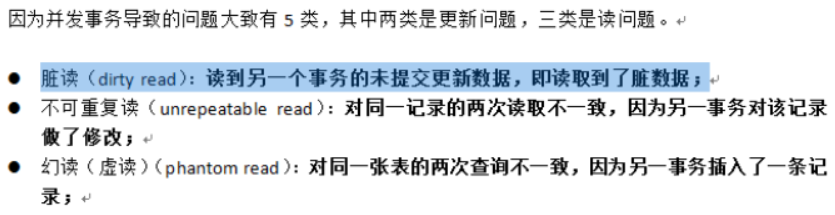 因为并发事务导致的问题大致有 5 类，其中两类是更新问题，三类是读问题。
● 脏读（dirty read）：读到另一个事务的未提交更新数据，即读取到了脏数据；
● 不可重复读（unrepeatable read）：对同一记录的两次读取不一致，因为另一事务对该记录
做了修改；
● 幻读（虚读）（phantom read）：对同一张表的两次查询不一致，因为另一事务插入了一条记
录；